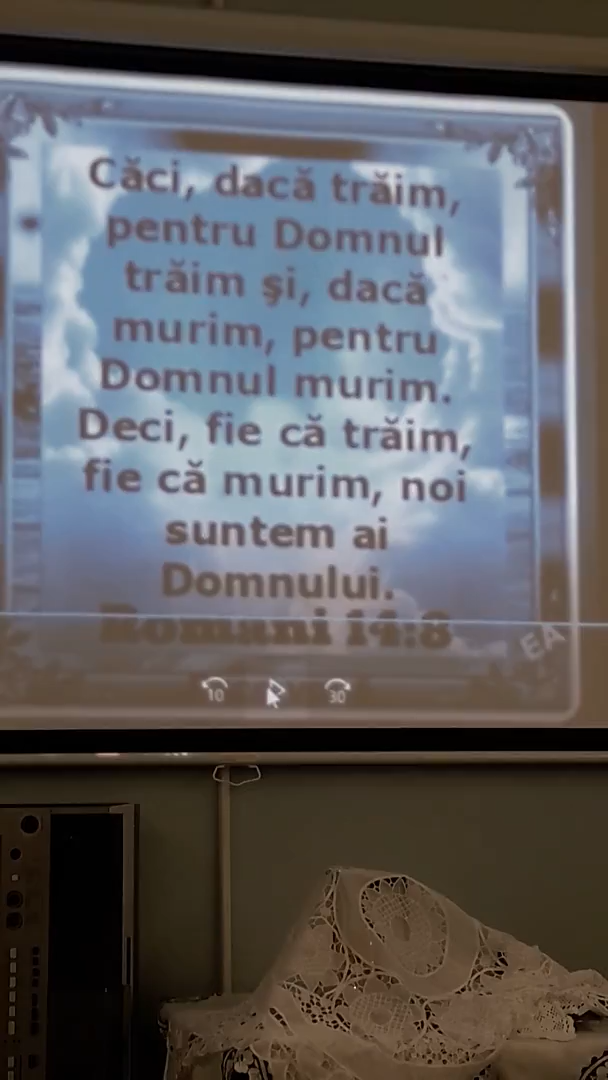 Căci, dacă trăim,
pentru Domnul
trăim şi, dacă
murim, pentru
Domnul murim.
Deci, fie că trăim,
fie că murim, noi
suntem ai
Domnului.
Romani 14:8
EA
10 30